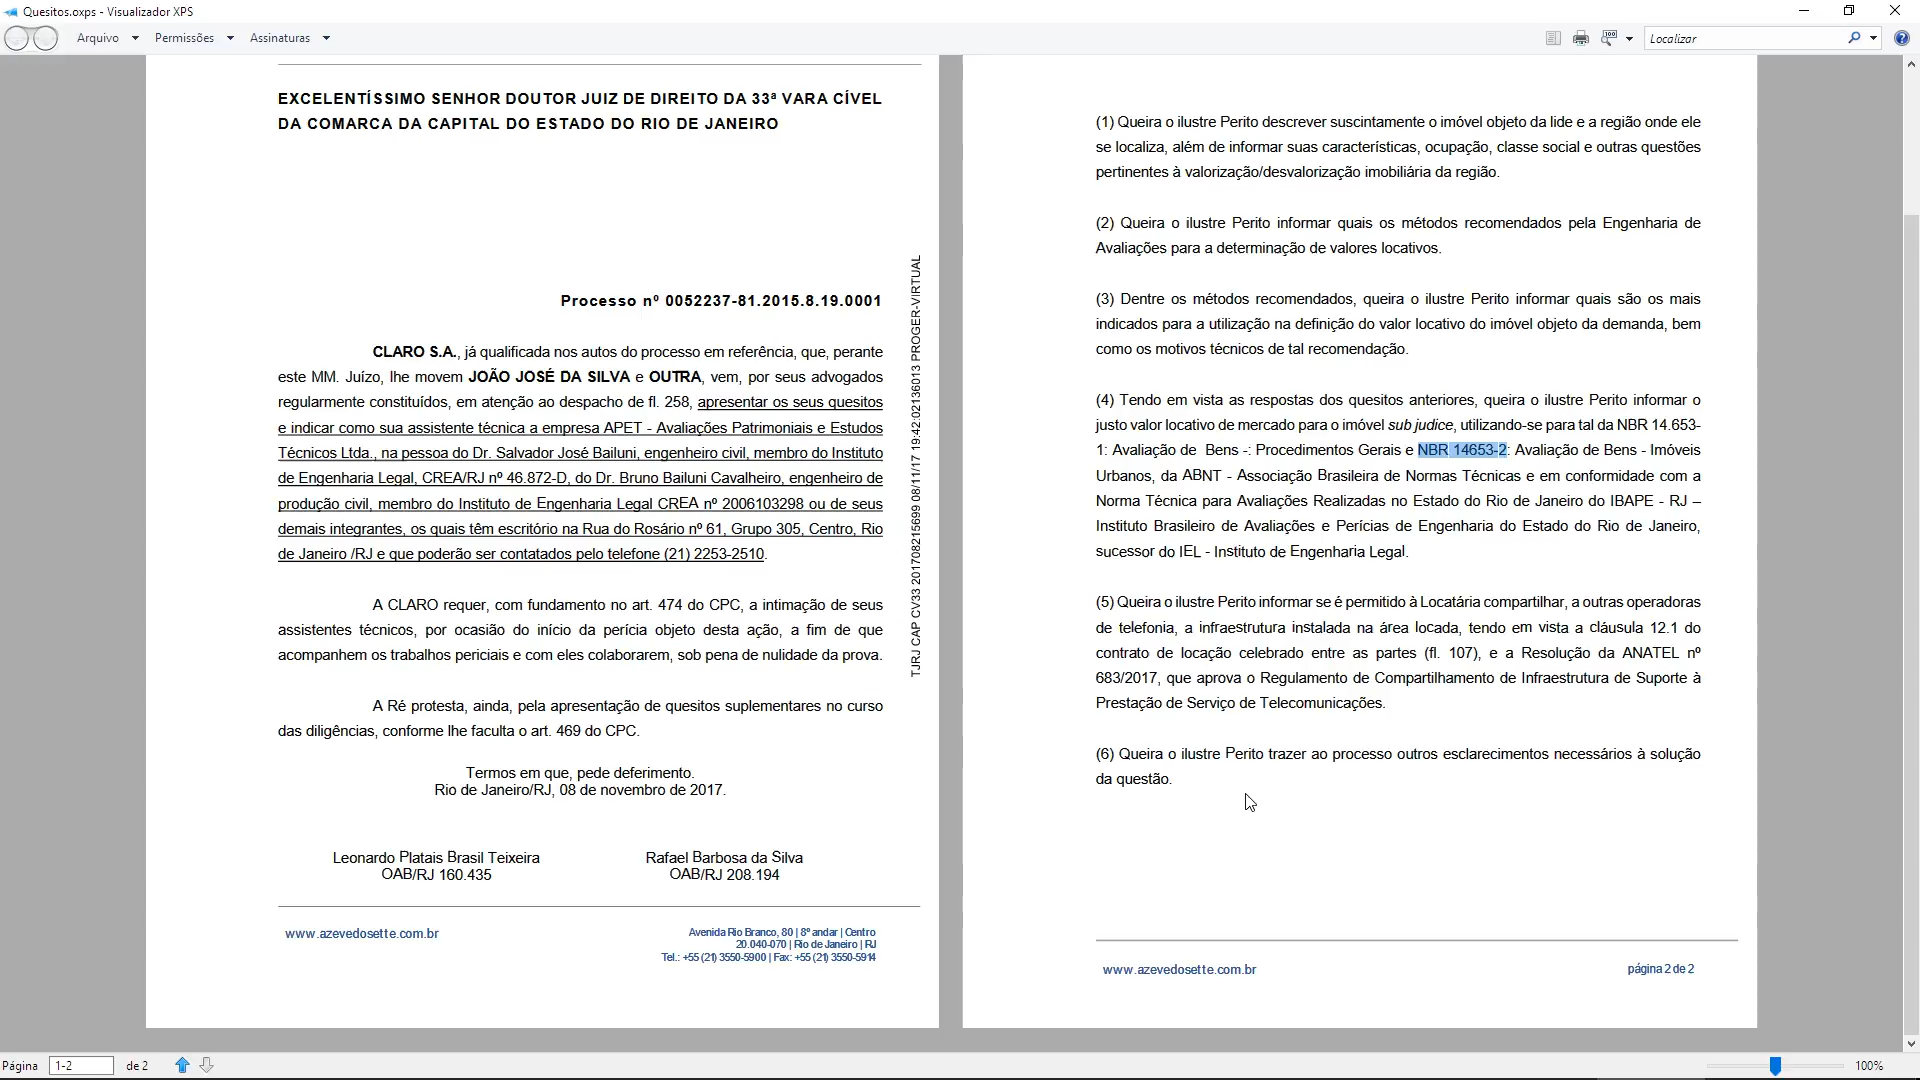 Quesitos.oxps - Visualizador XPS
Arquivo Permissões Assinaturas
Localizar
EXCELENTÍSSIMO SENHOR DOUTOR JUIZ DE DIREITO DA 33ª VARA CÍVEL
DA COMARCA DA CAPITAL DO ESTADO DO RIO DE JANEIRO
Processo nº 0052237-81.2015.8.19.0001
CLARO S.A., já qualificada nos autos do processo em referência, que, perante
este MM. Juízo, lhe movem JOÃO JOSÉ DA SILVA e OUTRA, vem, por seus advogados
regularmente constituídos, em atenção ao despacho de fl. 258, apresentar os seus quesitos
e indicar como sua assistente técnica a empresa APET - Avaliações Patrimoniais e Estudos
Técnicos Ltda., na pessoa do Dr. Salvador José Bailuni, engenheiro civil, membro do Instituto
de Engenharia Legal, CREA/RJ nº 46.872-D, do Dr. Bruno Bailuni Cavalheiro, engenheiro de
produção civil, membro do Instituto de Engenharia Legal CREA nº 2006103298 ou de seus
demais integrantes, os quais têm escritório na Rua do Rosário nº 61, Grupo 305, Centro, Rio
de Janeiro /RJ e que poderão ser contatados pelo telefone (21) 2253-2510.
A CLARO requer, com fundamento no art. 474 do CPC, a intimação de seus
assistentes técnicos, por ocasião do início da perícia objeto desta ação, a fim de que
acompanhem os trabalhos periciais e com eles colaborarem, sob pena de nulidade da prova.
A Ré protesta, ainda, pela apresentação de quesitos suplementares no curso
das diligências, conforme lhe faculta o art. 469 do CPC.
Termos em que, pede deferimento.
Rio de Janeiro/RJ, 08 de novembro de 2017.
Leonardo Platais Brasil Teixeira Rafael Barbosa da Silva
OAB/RJ 160.435 OAB/RJ 208.194
www.azevedosette.com.br
Avenida Rio Branco, 80 | 8º andar | Centro
20.040-070 | Rio de Janeiro | RJ
Tel.: +55 (21) 3550-5900 | Fax: +55 (21) 3550-5914
TJRJ CAP CV33 201708215699 08/11/17 19:42:02136013 PROGER-VIRTUAL
(1) Queira o ilustre Perito descrever suscintamente o imóvel objeto da lide e a região onde ele
se localiza, além de informar suas características, ocupação, classe social e outras questões
pertinentes à valorização/desvalorização imobiliária da região.
(2) Queira o ilustre Perito informar quais os métodos recomendados pela Engenharia de
Avaliações para a determinação de valores locativos.
(3) Dentre os métodos recomendados, queira o ilustre Perito informar quais são os mais
indicados para a utilização na definição do valor locativo do imóvel objeto da demanda, bem
como os motivos técnicos de tal recomendação.
(4) Tendo em vista as respostas dos quesitos anteriores, queira o ilustre Perito informar o
justo valor locativo de mercado para o imóvel sub judice, utilizando-se para tal da NBR 14.653-
1: Avaliação de Bens -: Procedimentos Gerais e NBR 14653-2: Avaliação de Bens - Imóveis
Urbanos, da ABNT - Associação Brasileira de Normas Técnicas e em conformidade com a
Norma Técnica para Avaliações Realizadas no Estado do Rio de Janeiro do IBAPE - RJ –
Instituto Brasileiro de Avaliações e Perícias de Engenharia do Estado do Rio de Janeiro,
sucessor do IEL - Instituto de Engenharia Legal.
(5) Queira o ilustre Perito informar se é permitido à Locatária compartilhar, a outras operadoras
de telefonia, a infraestrutura instalada na área locada, tendo em vista a cláusula 12.1 do
contrato de locação celebrado entre as partes (fl. 107), e a Resolução da ANATEL nº
683/2017, que aprova o Regulamento de Compartilhamento de Infraestrutura de Suporte à
Prestação de Serviço de Telecomunicações.
(6) Queira o ilustre Perito trazer ao processo outros esclarecimentos necessários à solução
da questão.
www.azevedosette.com.br página 2 de 2
Página 1-2 de 2 100%